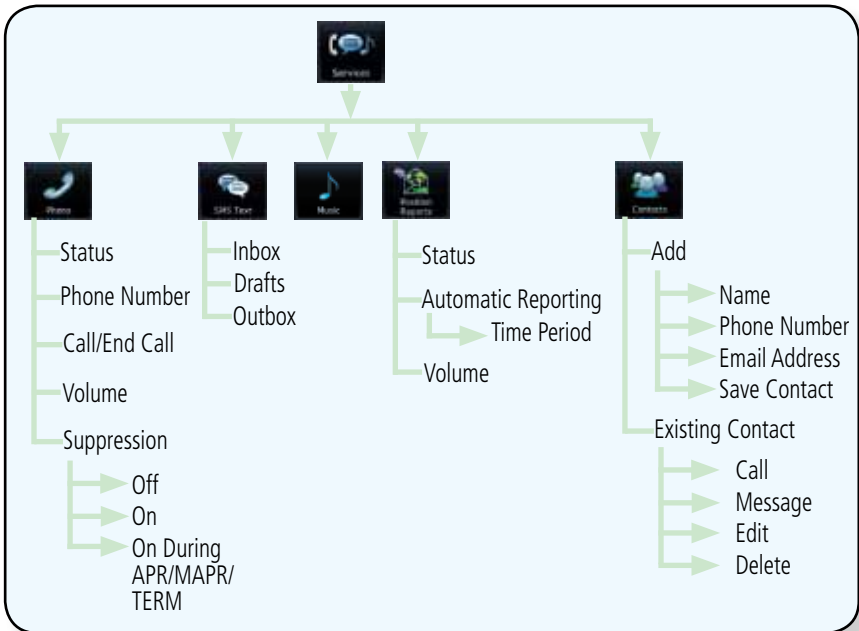 Services
Phone
SMS Text
Music
Position
Reports
Contacts
Status
Phone Number
Call/End Call
Volume
Suppression
Off
On
On During
APR/MAPR/
TERM
Inbox
Drafts
Outbox
Status
Automatic Reporting
Time Period
Volume
Add
Name
Phone Number
Email Address
Save Contact
Existing Contact
Call
Message
Edit
Delete